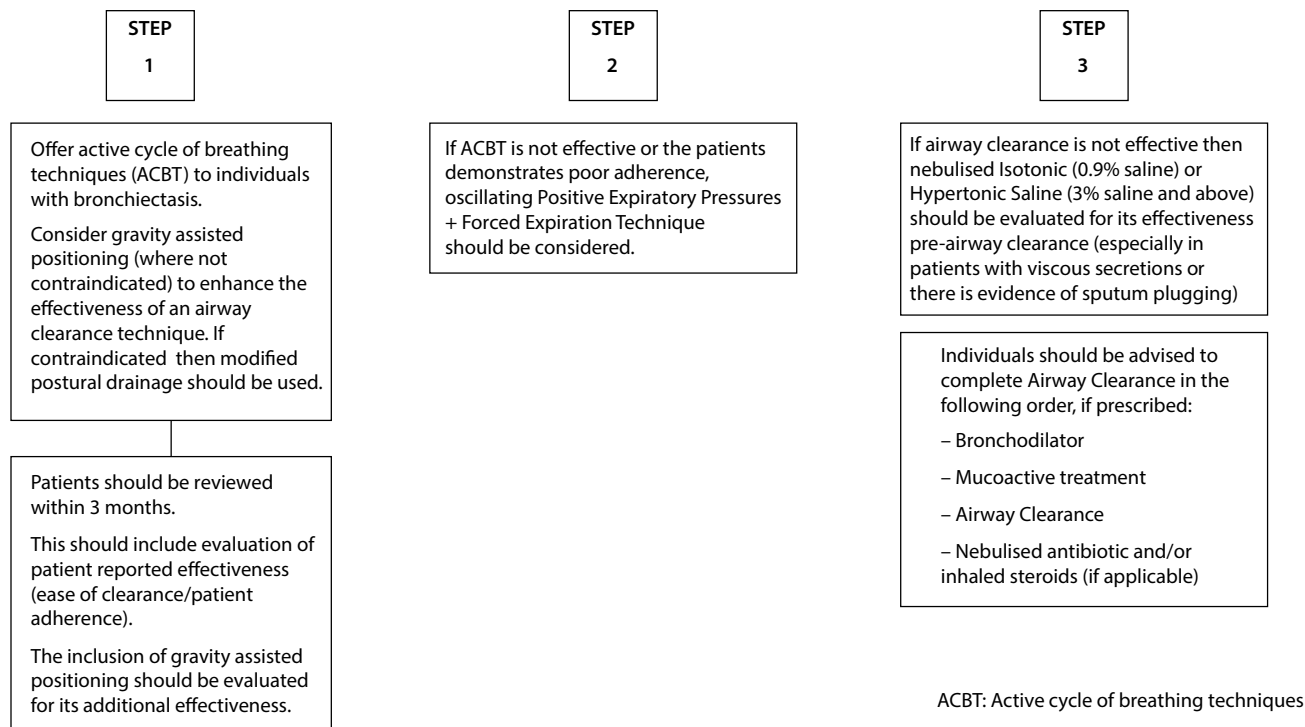 STEP
1
Offer active cycle of breathing
techniques (ACBT) to individuals
with bronchiectasis.
Consider gravity assisted
positioning (where not
contraindicated) to enhance the
effectiveness of an airway
clearance technique. If
contraindicated then modified
postural drainage should be used.
Patients should be reviewed
within 3 months.
This should include evaluation of
patient reported effectiveness
(ease of clearance/patient
adherence).
The inclusion of gravity assisted
positioning should be evaluated
for its additional effectiveness.
STEP
2
If ACBT is not effective or the patients
demonstrates poor adherence,
oscillating Positive Expiratory Pressures
+ Forced Expiration Technique
should be considered.
STEP
3
If airway clearance is not effective then
nebulised Isotonic (0.9% saline) or
Hypertonic Saline (3% saline and above)
should be evaluated for its effectiveness
pre-airway clearance (especially in
patients with viscous secretions or
there is evidence of sputum plugging)
Individuals should be advised to
complete Airway Clearance in the
following order, if prescribed:
– Bronchodilator
– Mucoactive treatment
– Airway Clearance
– Nebulised antibiotic and/or
inhaled steroids (if applicable)
ACBT: Active cycle of breathing techniques